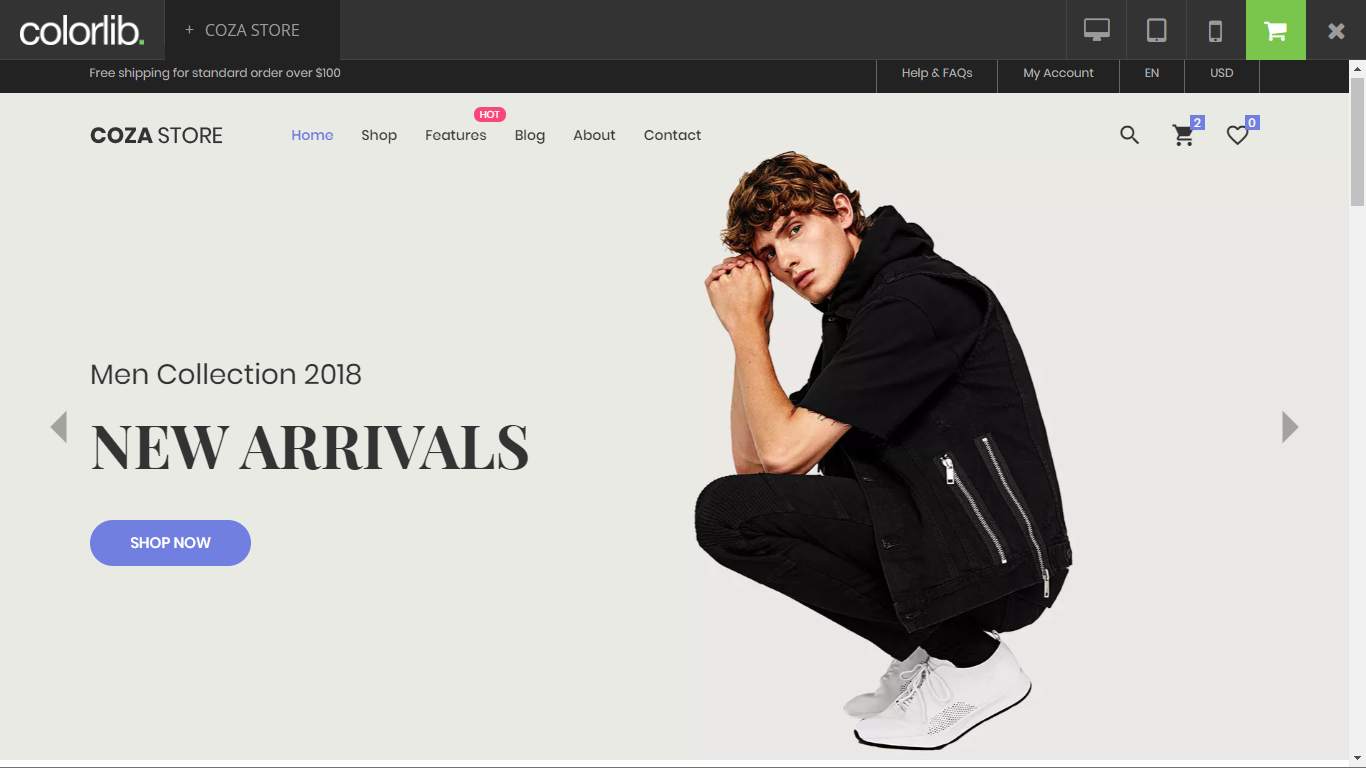 colorlib.
+ COZA STORE
Free shipping for standard order over $100
Help & FAQs
My Account
EN
USD
COZA STORE
Home
Shop
Features
HOT
Blog
About
Contact
2
0
Men Collection 2018
NEW ARRIVALS
SHOP NOW